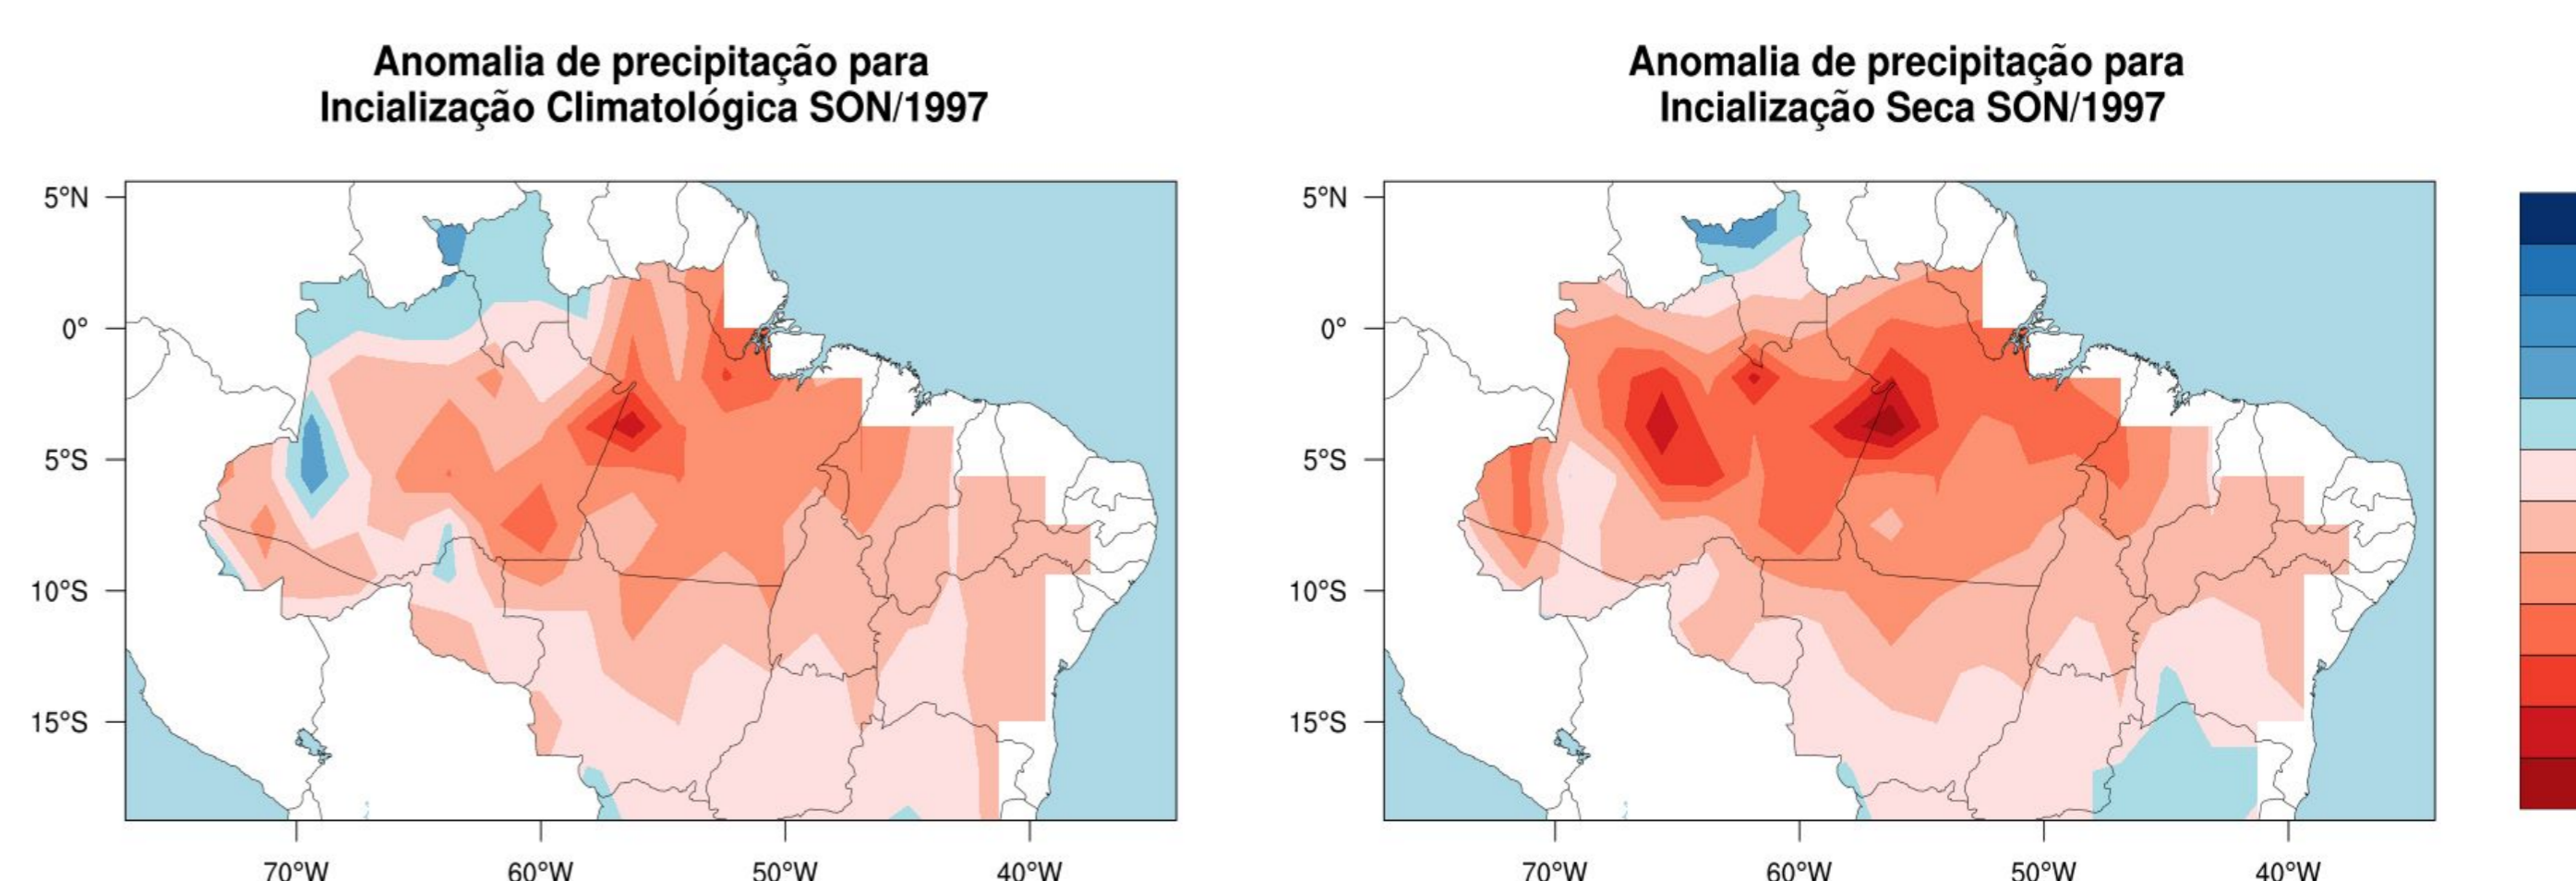 Anomalia de precipitação para
Incialização Climatológica SON/1997
5°N
0°
5°S
10°S
15°S
70°W 60°W 50°W 40°W
Anomalia de precipitação para
Incialização Seca SON/1997
5°N
0°
5°S
10°S
15°S
70°W 60°W 50°W 40°W